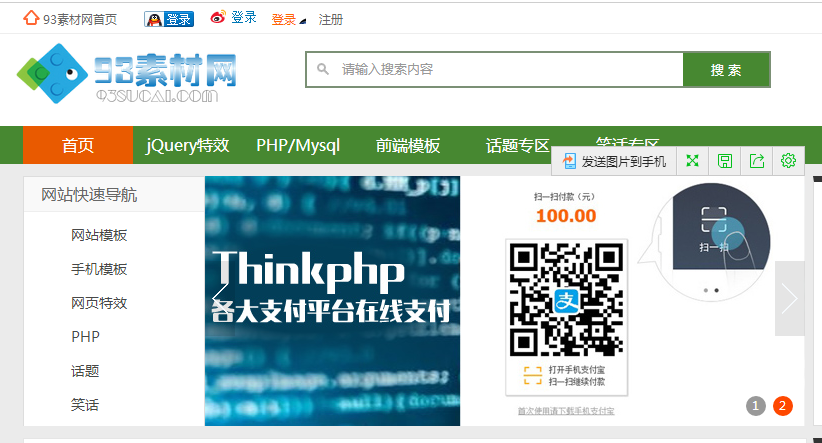 93素材网首页 登录 登录 登录 注册
93素材网
93SUCAI.COM
请输入搜索内容
搜 索
首页 jQuery特效 PHP/Mysql 前端模板 话题专区 笑话专区
发送图片到手机
网站快速导航
网站模板
手机模板
网页特效
PHP
话题
笑话
Thinkphp
各大支付平台在线支付
扫一扫付款（元）
100.00
支
打开手机支付宝
扫一扫继续付款
首次使用请下载手机支付宝
扫一扫
1 2